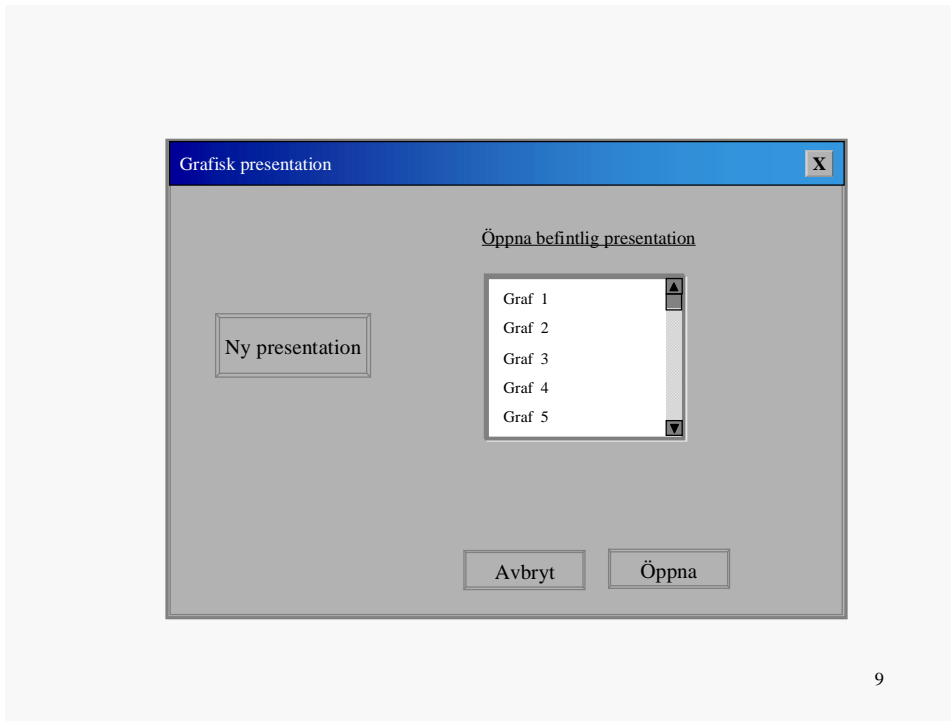 Grafisk presentation
X
Öppna befintlig presentation
Graf 1
Graf 2
Graf 3
Graf 4
Graf 5
Ny presentation
Avbryt
Öppna
9